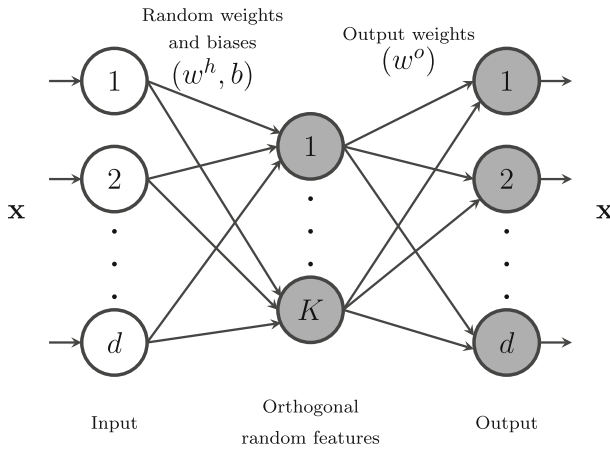 Random weights
and biases
(w^h, b)
Output weights
(w^o)
1
1
1
2
2
x
x
K
d
d
Input
Orthogonal
random features
Output